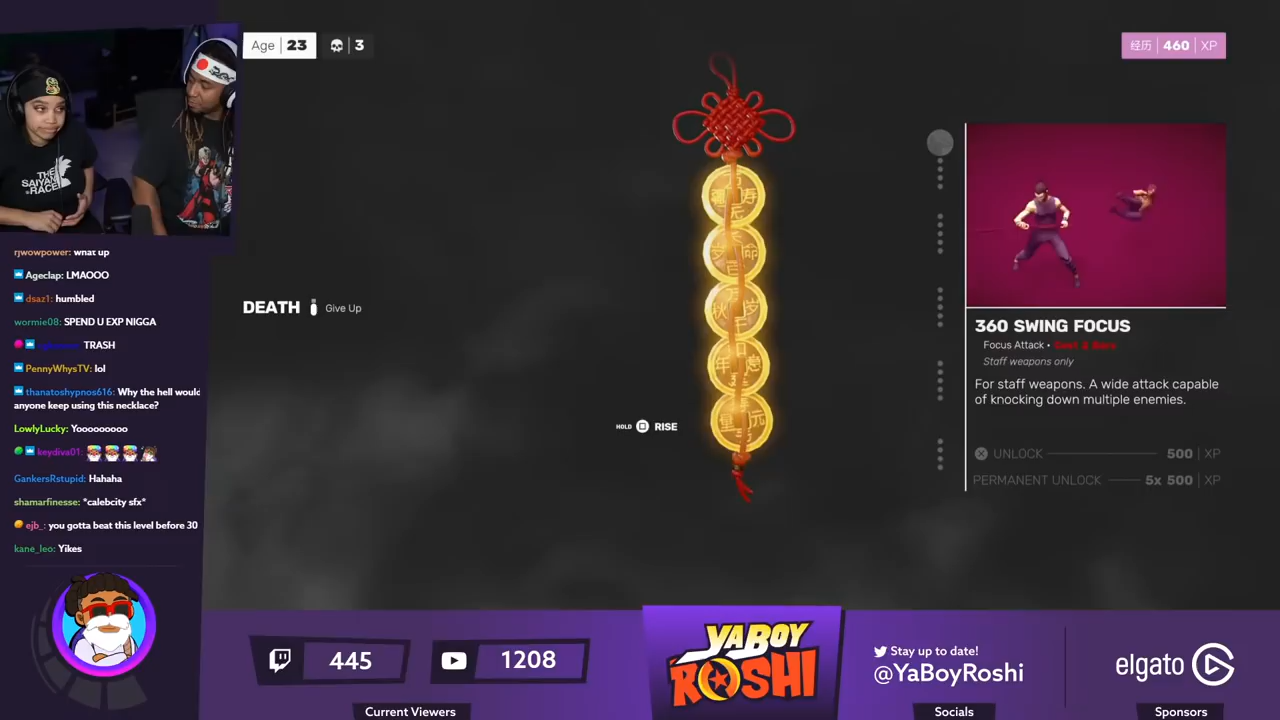 Age 23 3
经历 460 XP
THE
SAIYAN
RACE
rjwowpower: what up
Ageclap: LMAOOO
dsaz1: humbled
wormie08: SPEND U EXP NIGGA
TRASH
PennyWhysTV: lol
thanatoshypnos616: Why the hell would
anyone keep using this necklace?
LowlyLucky: Yooooooooo
keydiva01:
GankersRstupid: Hahaha
shamarfinesse: *calebcity sfx*
ejb_: you gotta beat this level before 30
kane_leo: Yikes
DEATH Give Up
HOLD RISE
360 SWING FOCUS
Focus Attack •
Staff weapons only
For staff weapons. A wide attack capable
of knocking down multiple enemies.
UNLOCK 500 XP
PERMANENT UNLOCK 5x 500 XP
445
1208
Current Viewers
YABOY
ROSHI
Stay up to date!
@YaBoyRoshi
Socials
elgato
Sponsors